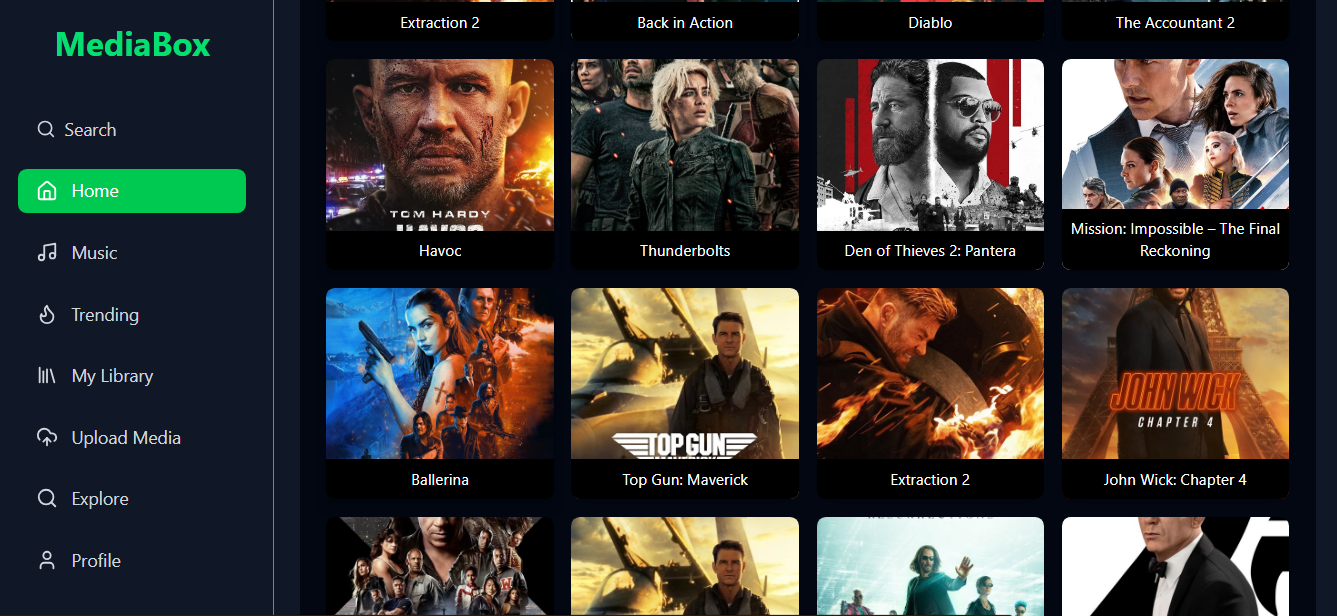 MediaBox
Search
Home
Music
Trending
My Library
Upload Media
Explore
Profile
Extraction 2
Back in Action
Diablo
The Accountant 2
TOM HARDY
HAVOC
Havoc
Thunderbolts
Den of Thieves 2: Pantera
Mission: Impossible – The Final
Reckoning
Ballerina
TOP GUN
MAVERICK
Top Gun: Maverick
Extraction 2
JOHN WICK
CHAPTER 4
John Wick: Chapter 4